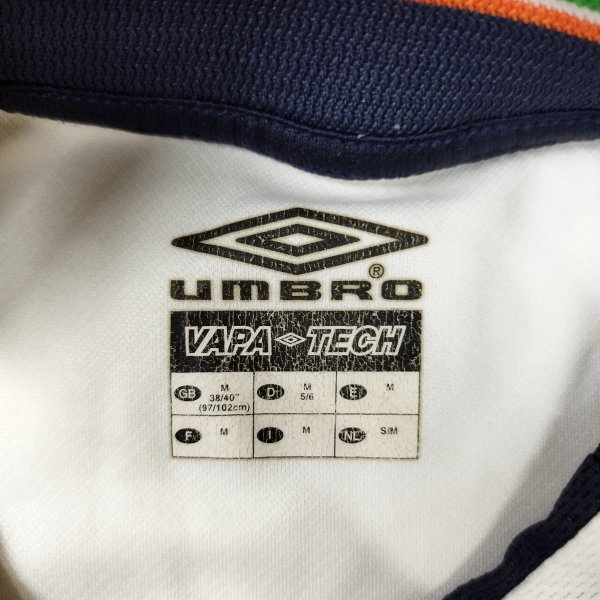 UMBRO®
VAPA TECH
GB M 38/40" (97/102cm)
D M 5/6
E M
F M
I M
NL S/M